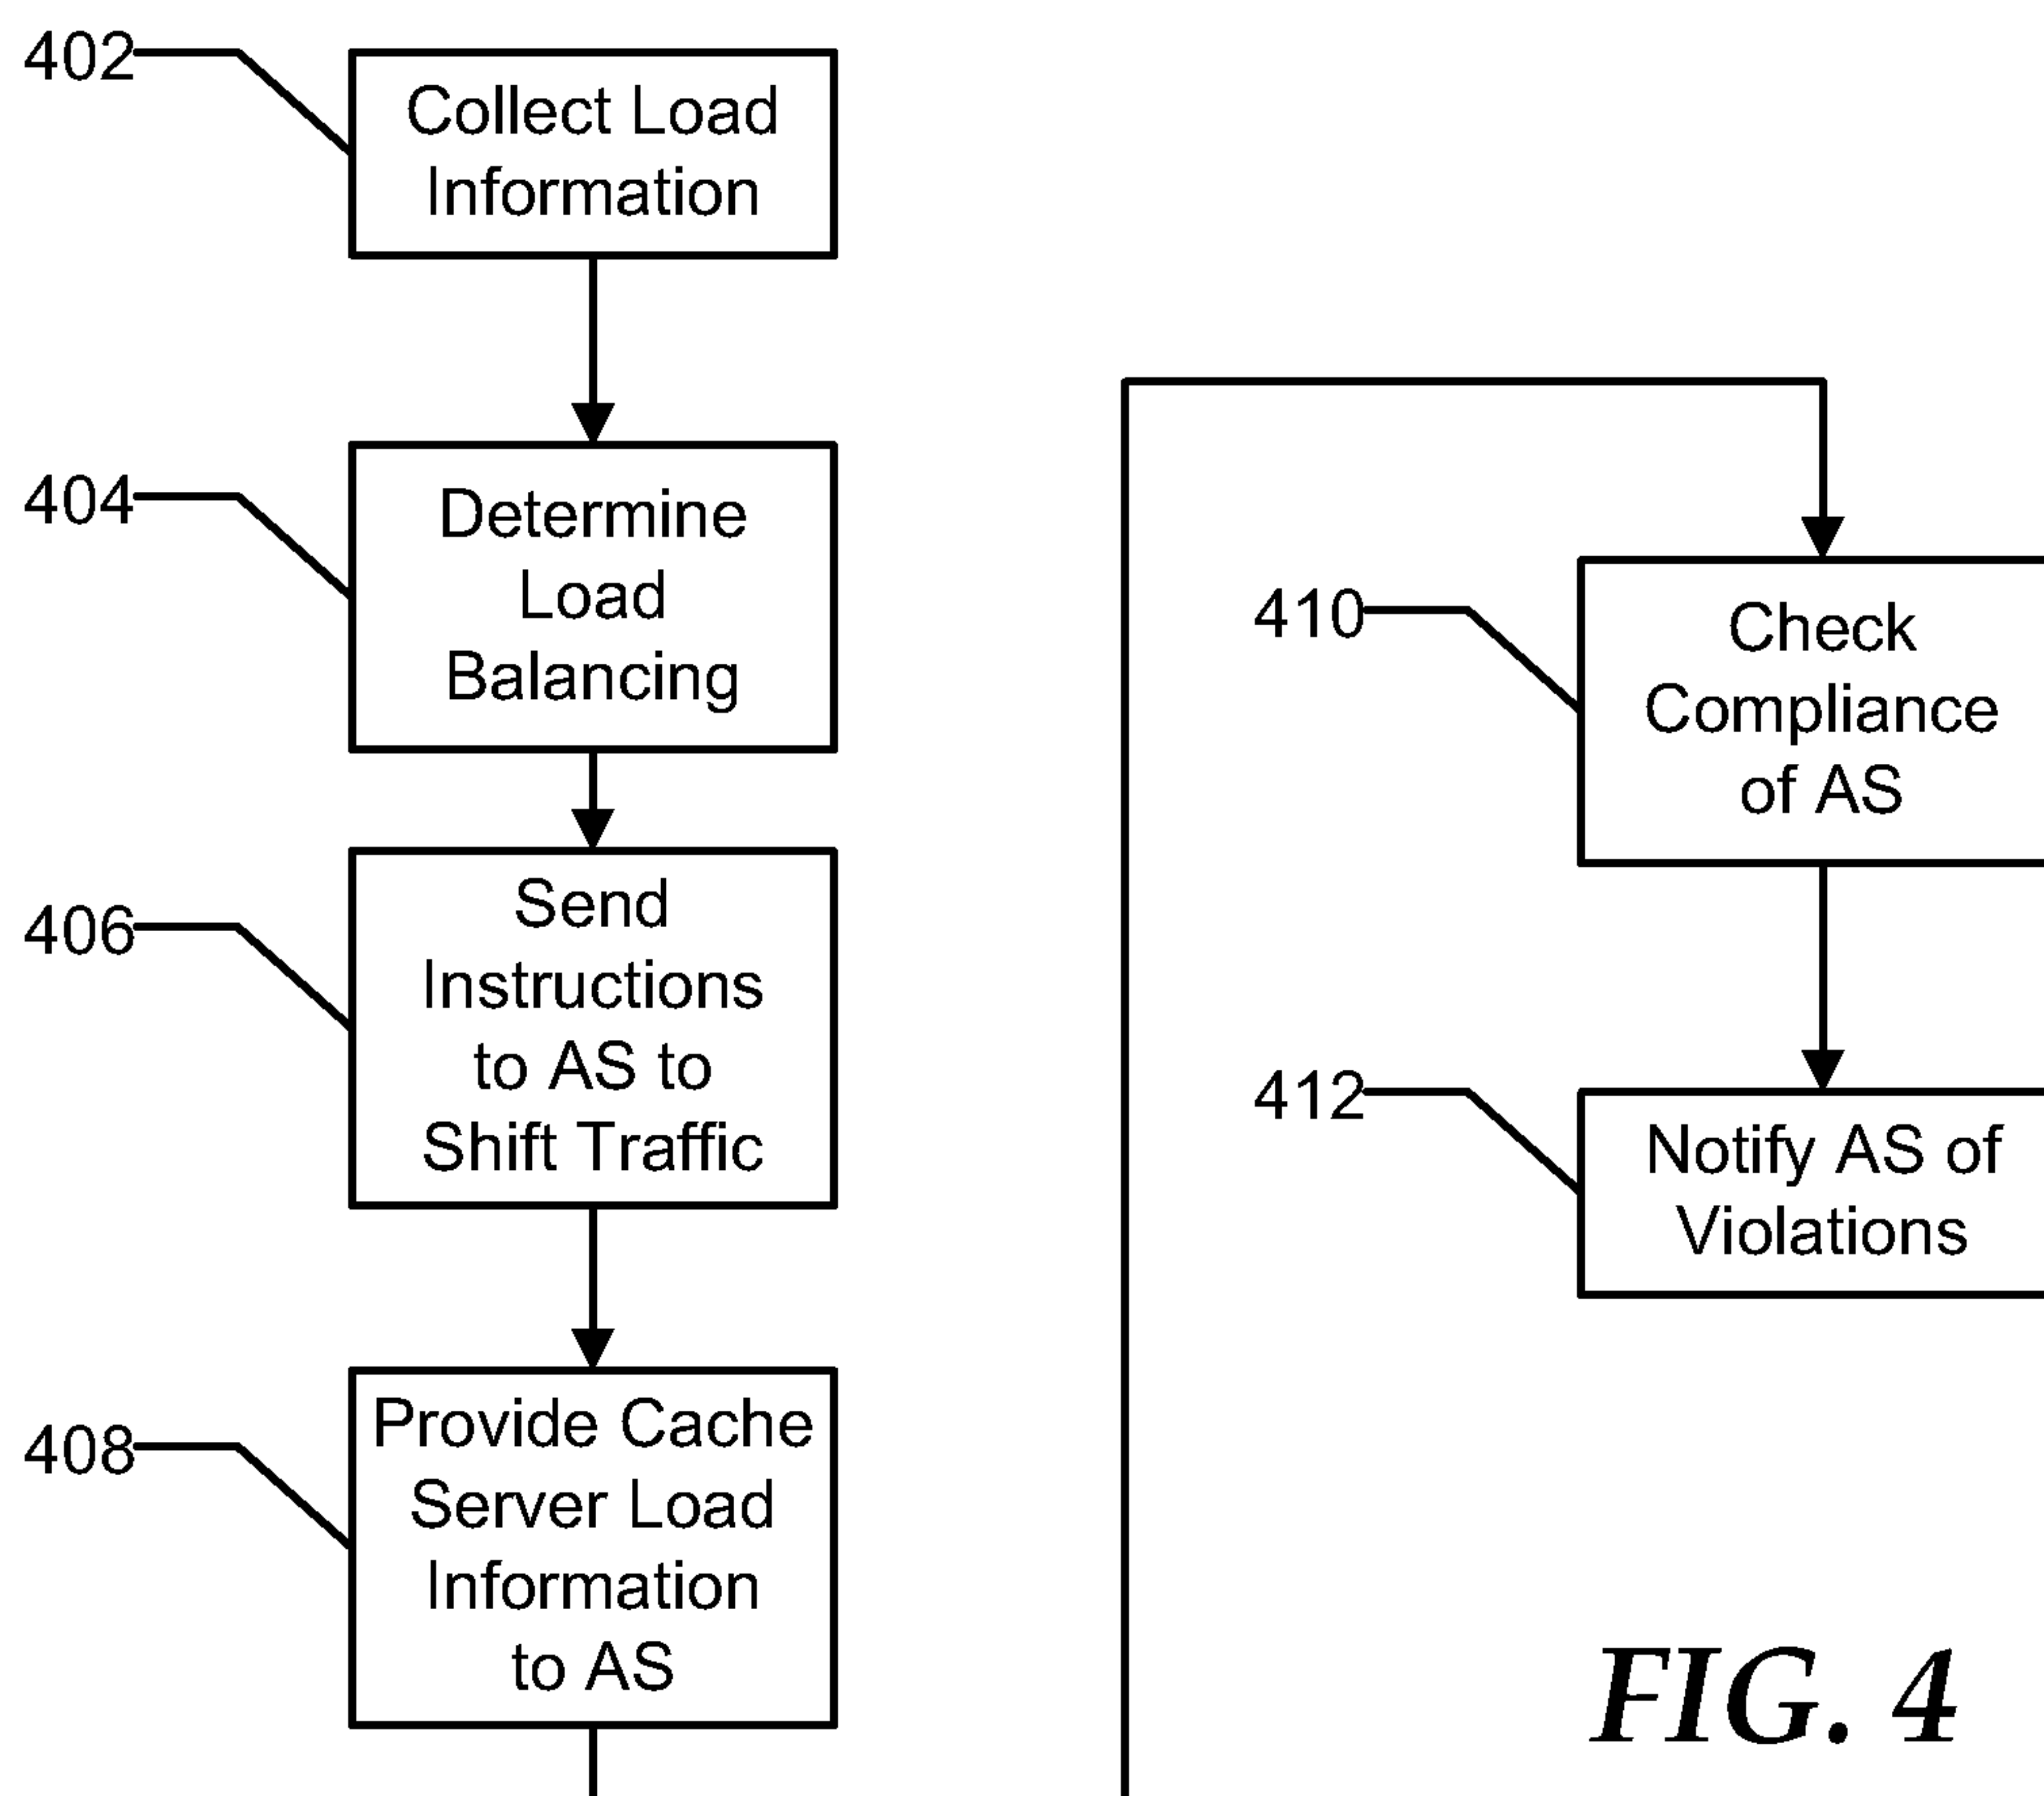 402
Collect Load
Information
404
Determine
Load
Balancing
406
Send
Instructions
to AS to
Shift Traffic
408
Provide Cache
Server Load
Information
to AS
410
Check
Compliance
of AS
412
Notify AS of
Violations
FIG. 4